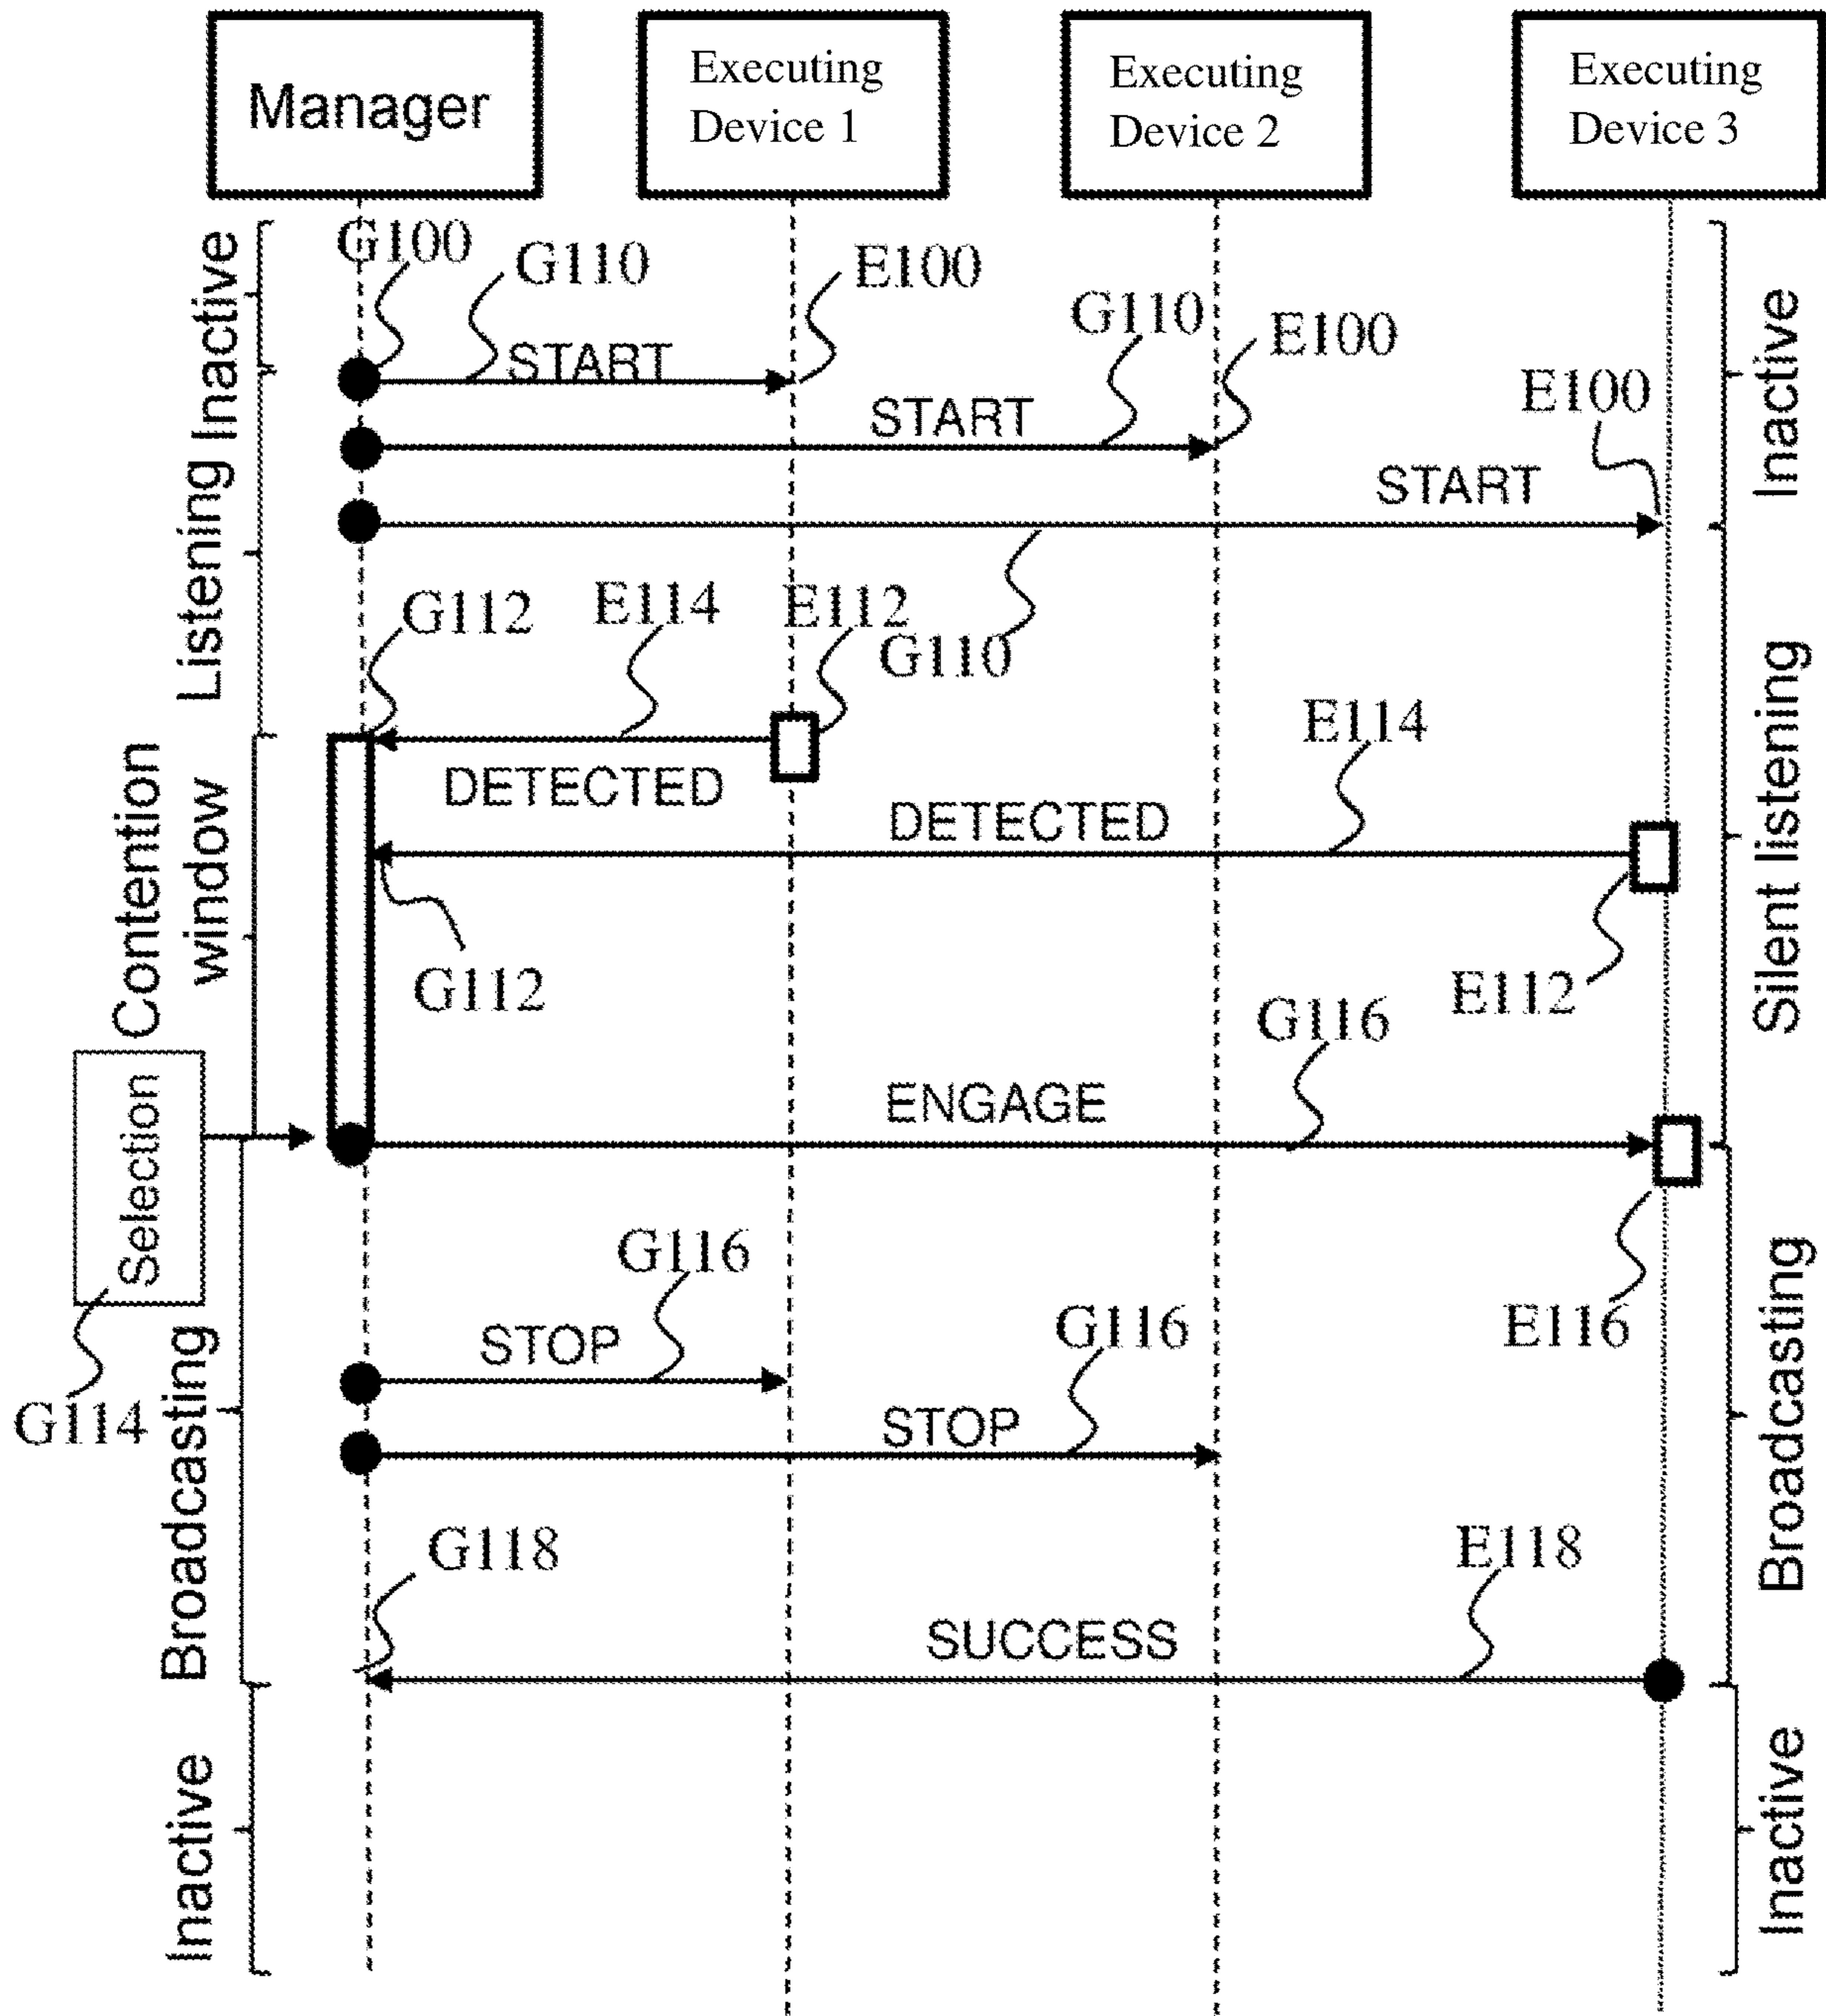 Manager
Executing
Device 1
Executing
Device 2
Executing
Device 3
G100
G110
E100
G110
E100
E100
START
START
START
Inactive
Inactive
Listening
G112
E114
E112
G110
E114
DETECTED
DETECTED
Silent listening
Contention
window
G112
E112
G116
ENGAGE
Selection
G116
E116
STOP
G116
G114
STOP
Broadcasting
Broadcasting
G118
E118
SUCCESS
Inactive
Inactive